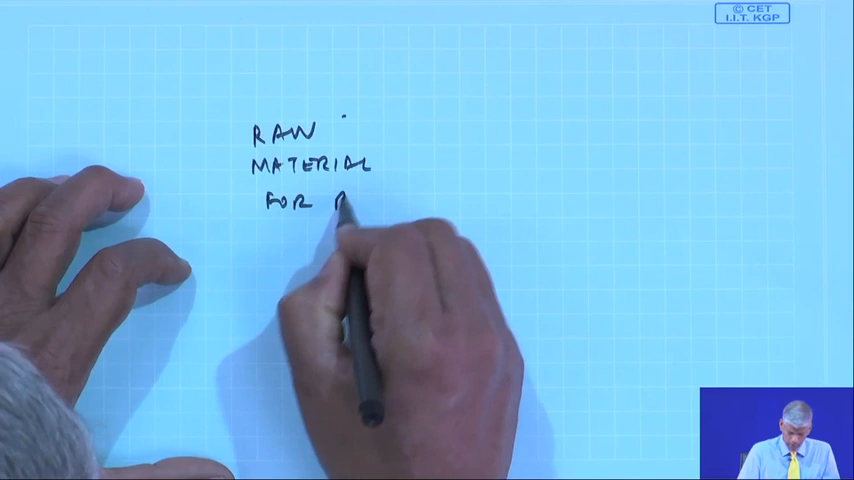 © CET
I.I.T. KGP
RAW
MATERIAL
FOR